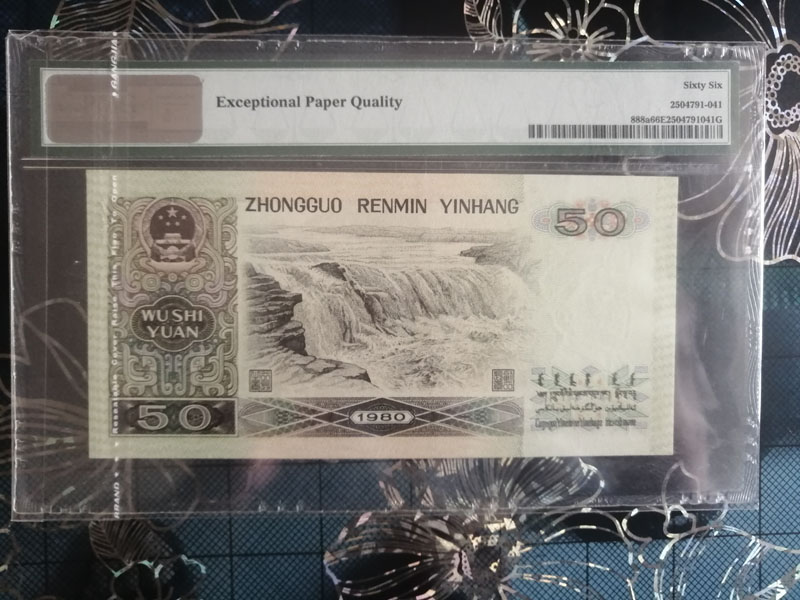 Sixty Six
Exceptional Paper Quality
2504791-041
888a66E2504791041G
ZHONGGUO RENMIN YINHANG
50
WU SHI
YUAN
50
1980